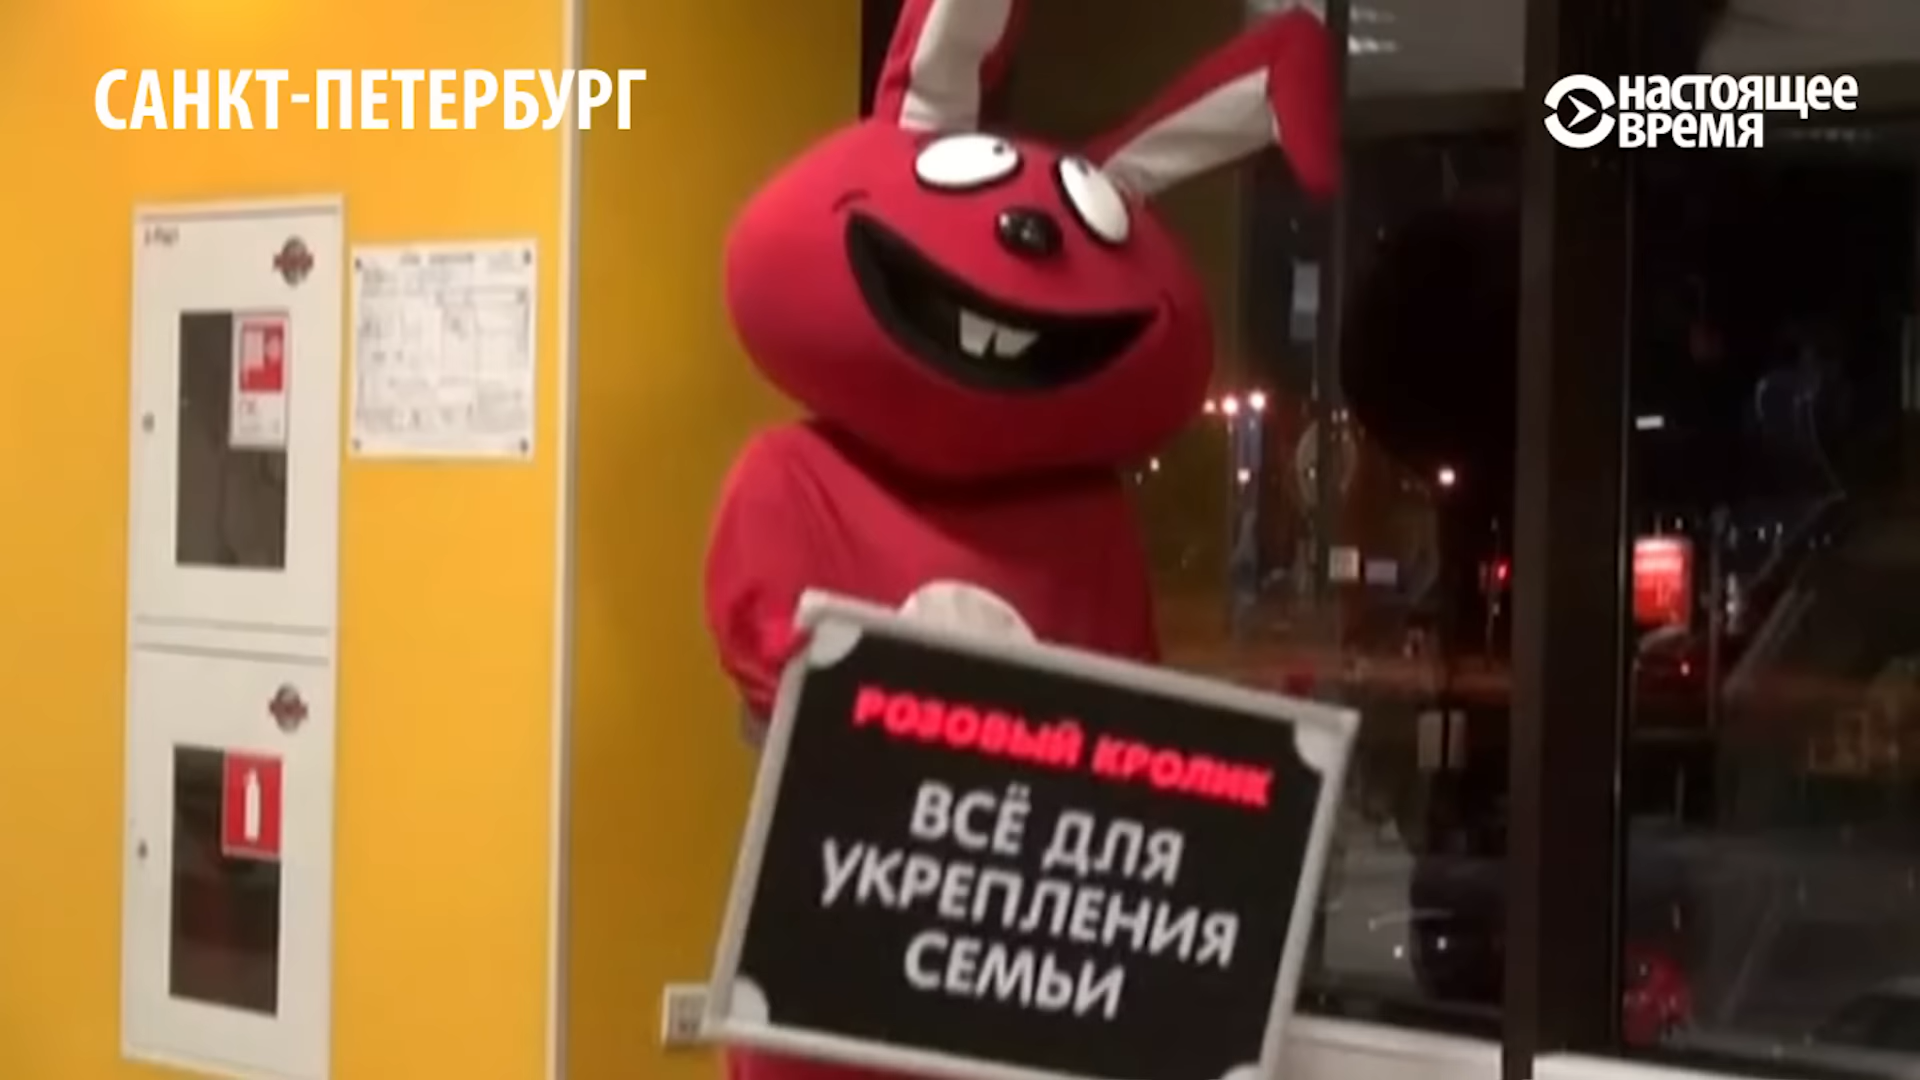 САНКТ-ПЕТЕРБУРГ
НАСТОЯЩЕЕ
ВРЕМЯ
РОЗОВЫЙ КРОЛИК
ВСЁ ДЛЯ
УКРЕПЛЕНИЯ
СЕМЬИ